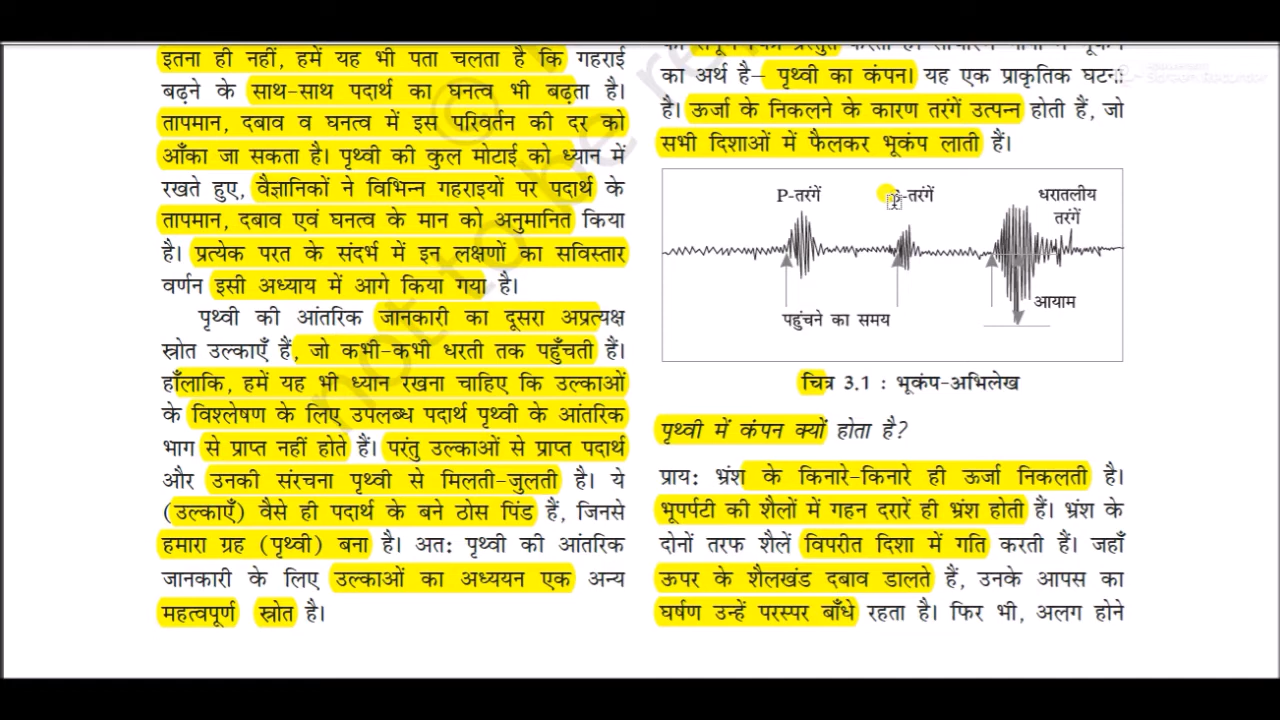 इतना ही नहीं, हमें यह भी पता चलता है कि गहराई
बढ़ने के साथ-साथ पदार्थ का घनत्व भी बढ़ता है।
तापमान, दबाव व घनत्व में इस परिवर्तन की दर को
आँका जा सकता है। पृथ्वी की कुल मोटाई को ध्यान में
रखते हुए, वैज्ञानिकों ने विभिन्न गहराइयों पर पदार्थ के
तापमान, दबाव एवं घनत्व के मान को अनुमानित किया
है। प्रत्येक परत के संदर्भ में इन लक्षणों का सविस्तार
वर्णन इसी अध्याय में आगे किया गया है।
पृथ्वी की आंतरिक जानकारी का दूसरा अप्रत्यक्ष
स्रोत उल्काएँ हैं, जो कभी-कभी धरती तक पहुँचती हैं।
हाँलाकि, हमें यह भी ध्यान रखना चाहिए कि उल्काओं
के विश्लेषण के लिए उपलब्ध पदार्थ पृथ्वी के आंतरिक
भाग से प्राप्त नहीं होते हैं। परंतु उल्काओं से प्राप्त पदार्थ
और उनकी संरचना पृथ्वी से मिलती-जुलती है। ये
(उल्काएँ) वैसे ही पदार्थ के बने ठोस पिंड हैं, जिनसे
हमारा ग्रह (पृथ्वी) बना है। अत: पृथ्वी की आंतरिक
जानकारी के लिए उल्काओं का अध्ययन एक अन्य
महत्वपूर्ण स्रोत है।
का अर्थ है– पृथ्वी का कंपन। यह एक प्राकृतिक घटना
है। ऊर्जा के निकलने के कारण तरंगें उत्पन्न होती हैं, जो
सभी दिशाओं में फैलकर भूकंप लाती हैं।
P-तरंगें
-तरंगें
धरातलीय
तरंगें
आयाम
पहुंचने का समय
चित्र 3.1 : भूकंप-अभिलेख
पृथ्वी में कंपन क्यों होता है?
प्राय: भ्रंश के किनारे-किनारे ही ऊर्जा निकलती है।
भूपर्पटी की शैलों में गहन दरारें ही भ्रंश होती हैं। भ्रंश के
दोनों तरफ शैलें विपरीत दिशा में गति करती हैं। जहाँ
ऊपर के शैलखंड दबाव डालते हैं, उनके आपस का
घर्षण उन्हें परस्पर बाँधे रहता है। फिर भी, अलग होने